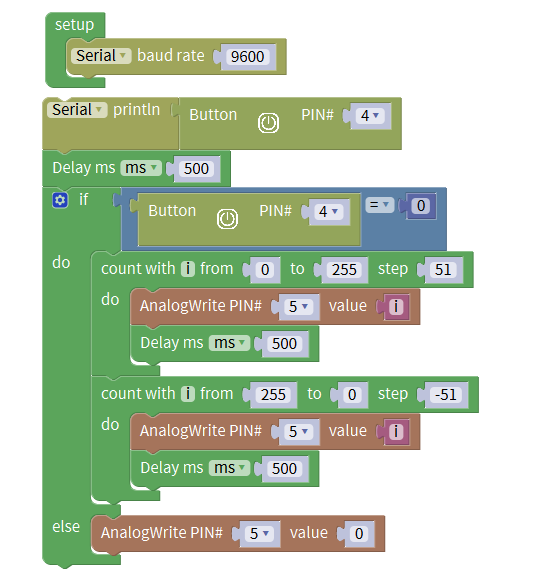 setup
Serial baud rate 9600
Serial println Button PIN# 4
Delay ms ms 500
if Button PIN# 4 = 0
do count with i from 0 to 255 step 51
do AnalogWrite PIN# 5 value i
Delay ms ms 500
count with i from 255 to 0 step -51
do AnalogWrite PIN# 5 value i
Delay ms ms 500
else AnalogWrite PIN# 5 value 0